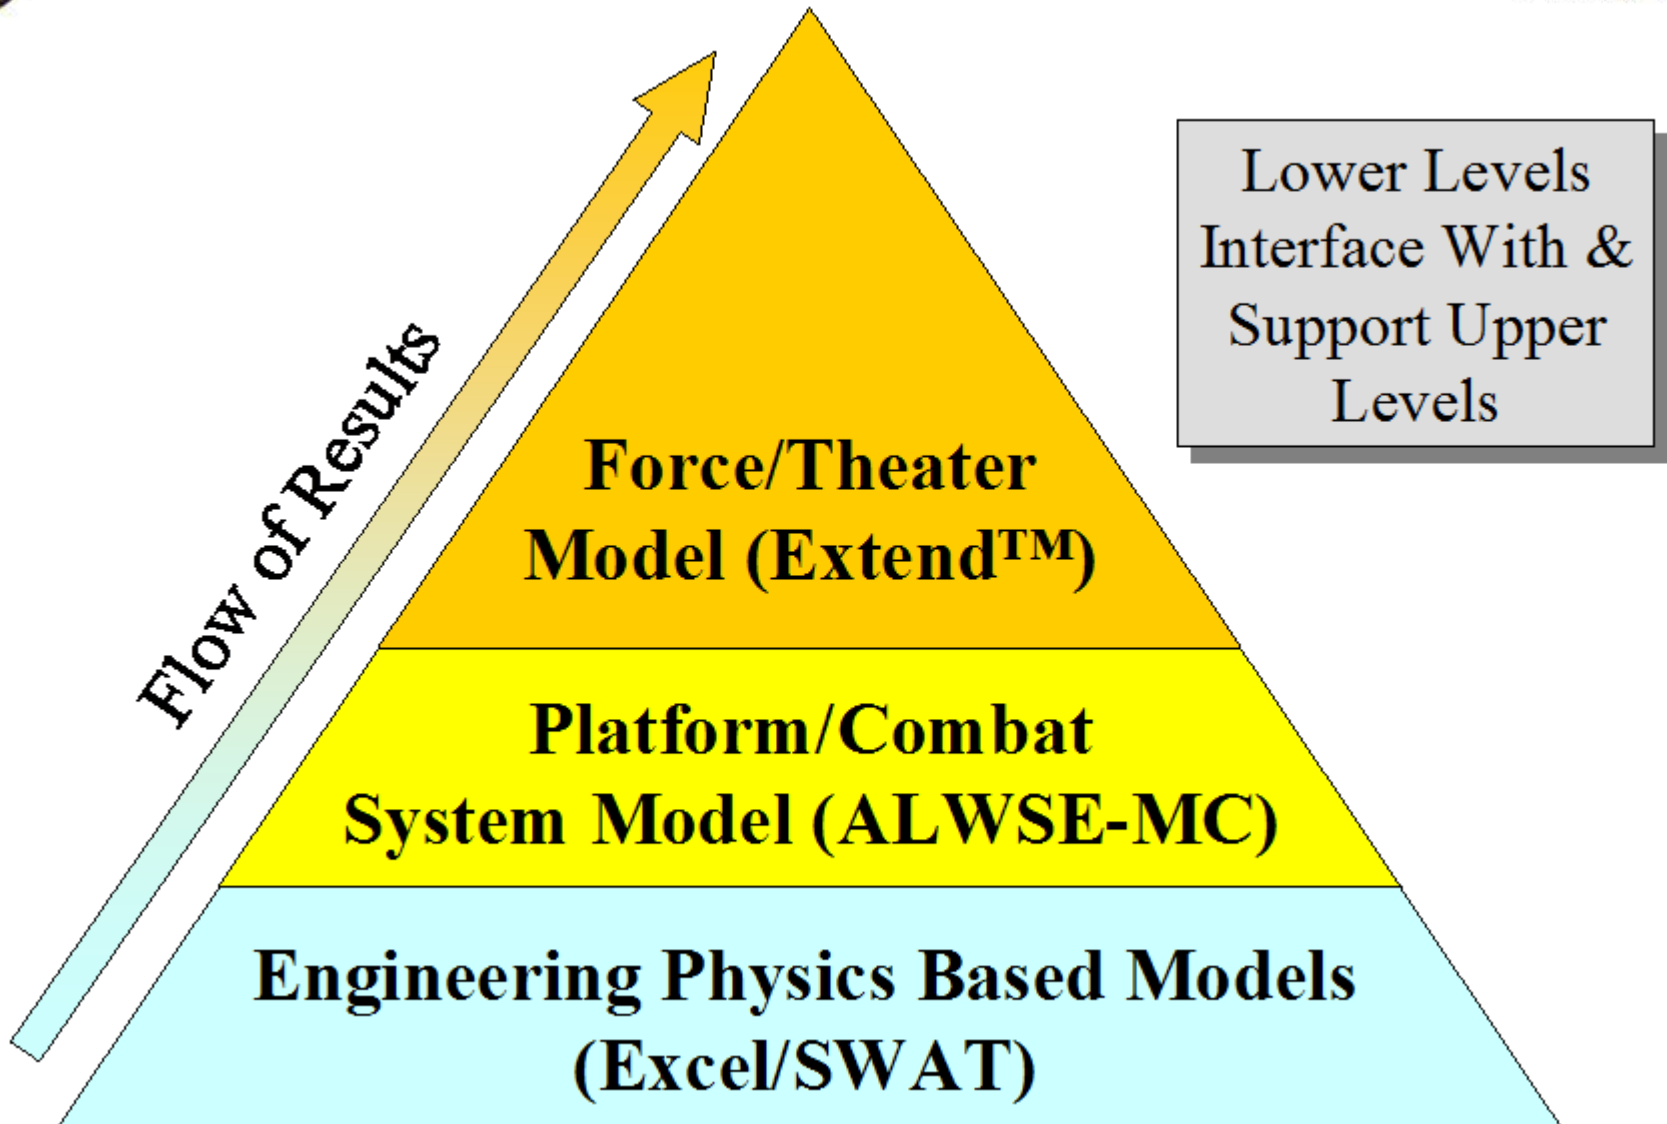 Lower Levels
Interface With &
Support Upper
Levels
Flow of Results
Force/Theater
Model (Extend™)
Platform/Combat
System Model (ALWSE-MC)
Engineering Physics Based Models
(Excel/SWAT)